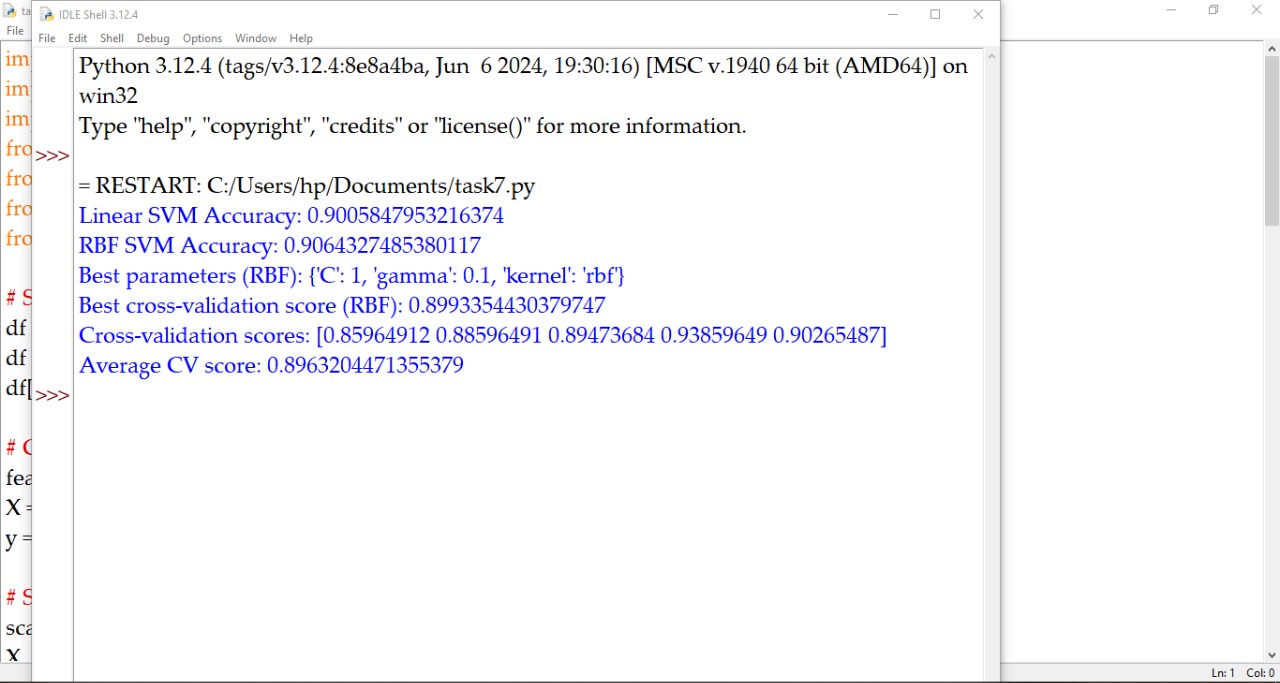 IDLE Shell 3.12.4
File Edit Shell Debug Options Window Help
Python 3.12.4 (tags/v3.12.4:8e8a4ba, Jun  6 2024, 19:30:16) [MSC v.1940 64 bit (AMD64)] on
win32
Type "help", "copyright", "credits" or "license()" for more information.
>>>
= RESTART: C:/Users/hp/Documents/task7.py
Linear SVM Accuracy: 0.9005847953216374
RBF SVM Accuracy: 0.9064327485380117
Best parameters (RBF): {'C': 1, 'gamma': 0.1, 'kernel': 'rbf'}
Best cross-validation score (RBF): 0.8993354430379747
Cross-validation scores: [0.85964912 0.88596491 0.89473684 0.93859649 0.90265487]
Average CV score: 0.8963204471355379
>>>
ta
File
im
im
im
fro
fro
fro
fro
# S
df
df
df[
# C
fea
X =
y =
# S
sca
X
Ln: 1 Col: 0